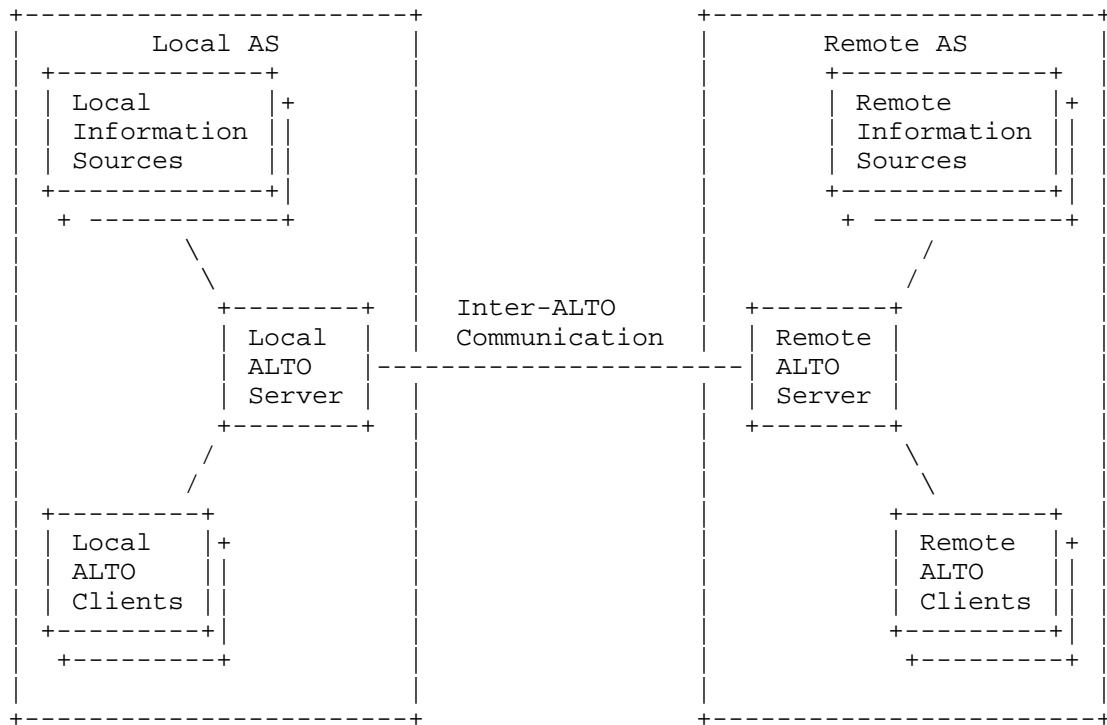 Local AS
Remote AS
Local
Information
Sources
Remote
Information
Sources
Inter-ALTO
Communication
Local
ALTO
Server
Remote
ALTO
Server
Local
ALTO
Clients
Remote
ALTO
Clients